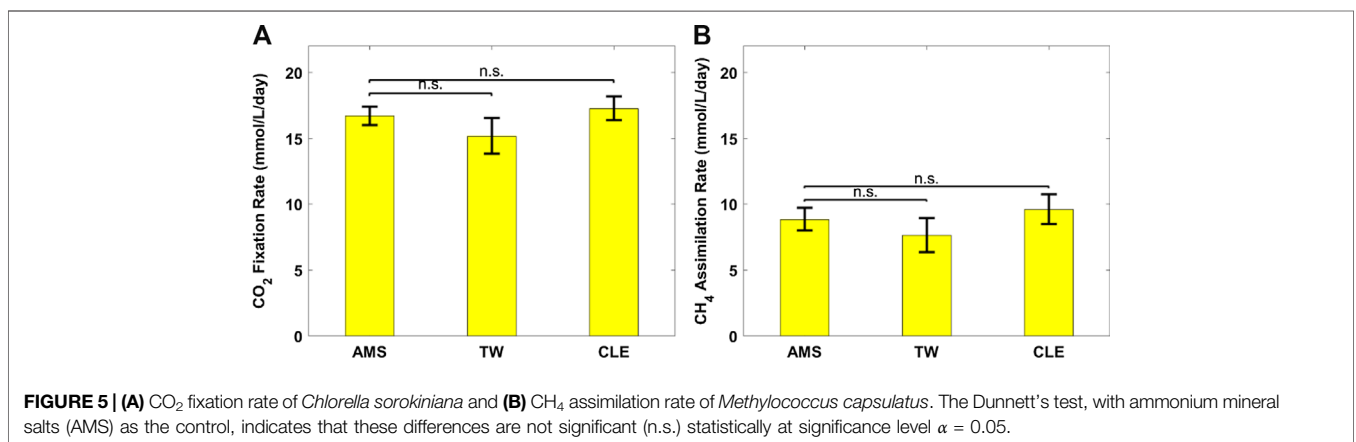 A
CO2 Fixation Rate (mmol/L/day)
20
15
10
5
0
n.s.
n.s.
AMS TW CLE
B
CH4 Assimilation Rate (mmol/L/day)
20
15
10
5
0
n.s.
n.s.
AMS TW CLE
FIGURE 5 | (A) CO2 fixation rate of Chlorella sorokiniana and (B) CH4 assimilation rate of Methylococcus capsulatus. The Dunnett’s test, with ammonium mineral
salts (AMS) as the control, indicates that these differences are not significant (n.s.) statistically at significance level α = 0.05.